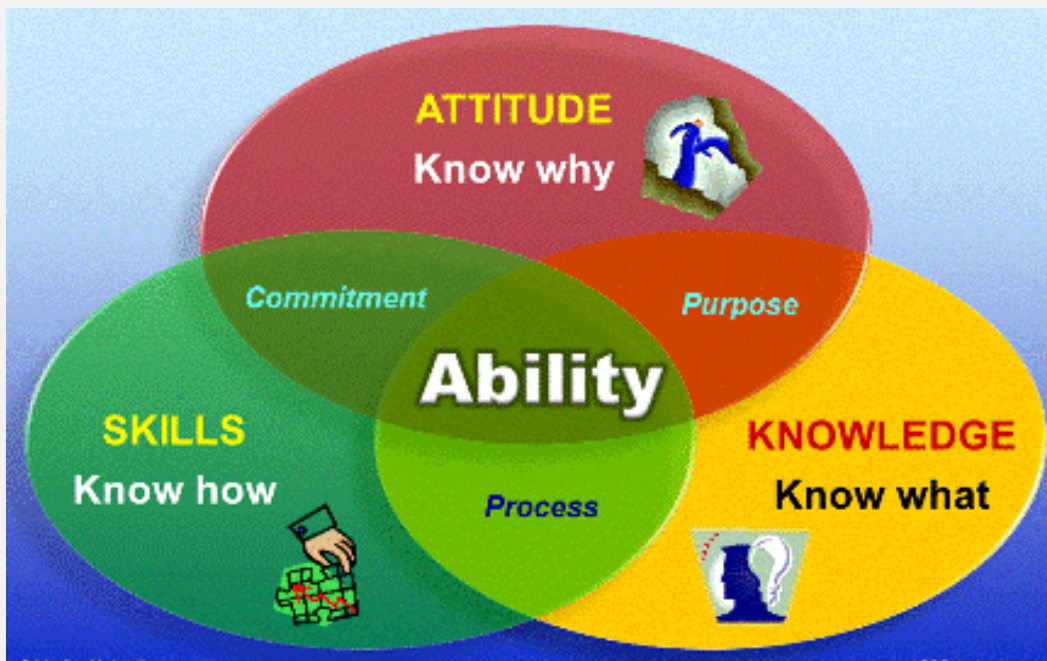 ATTITUDE
Know why
Commitment
Purpose
Ability
SKILLS
Know how
KNOWLEDGE
Know what
Process